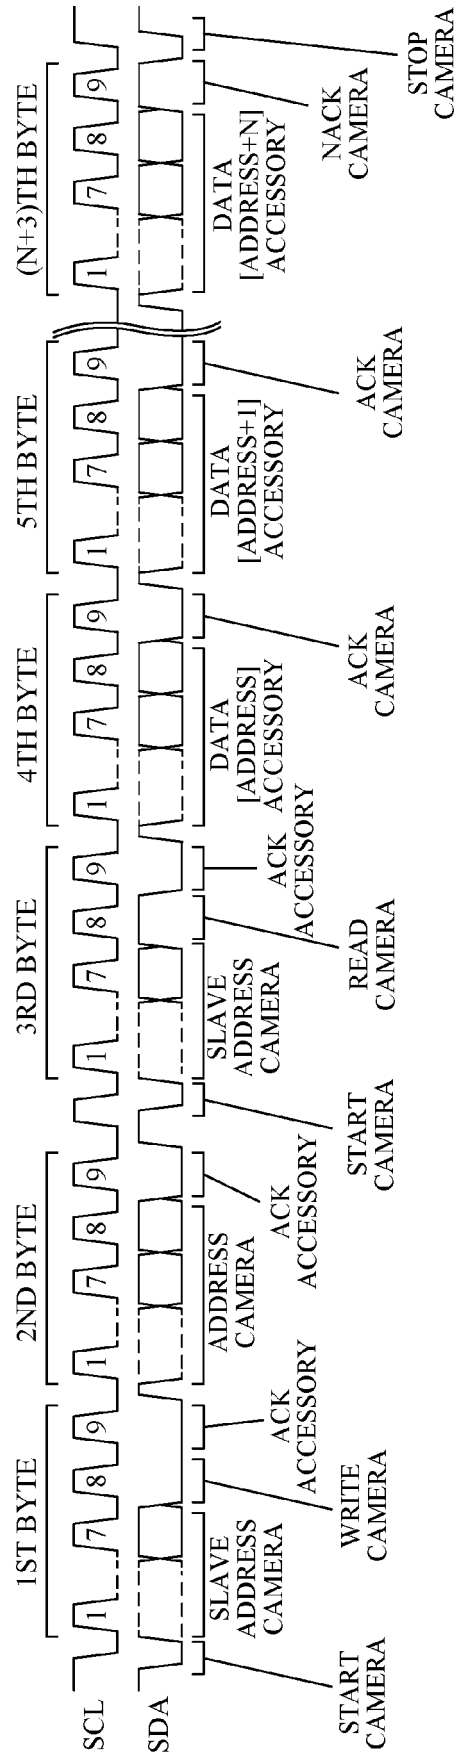 1ST BYTE
2ND BYTE
3RD BYTE
4TH BYTE
5TH BYTE
(N+3)TH BYTE
SCL
1
7
8
9
1
7
8
9
1
7
8
9
1
7
8
9
1
7
8
9
1
7
8
9
SDA
START
CAMERA
SLAVE
ADDRESS
CAMERA
WRITE
CAMERA
ACK
ACCESSORY
ADDRESS
CAMERA
ACK
ACCESSORY
START
CAMERA
SLAVE
ADDRESS
CAMERA
READ
CAMERA
ACK
ACCESSORY
DATA
[ADDRESS]
ACCESSORY
ACK
CAMERA
DATA
[ADDRESS+1]
ACCESSORY
ACK
CAMERA
DATA
[ADDRESS+N]
ACCESSORY
NACK
CAMERA
STOP
CAMERA